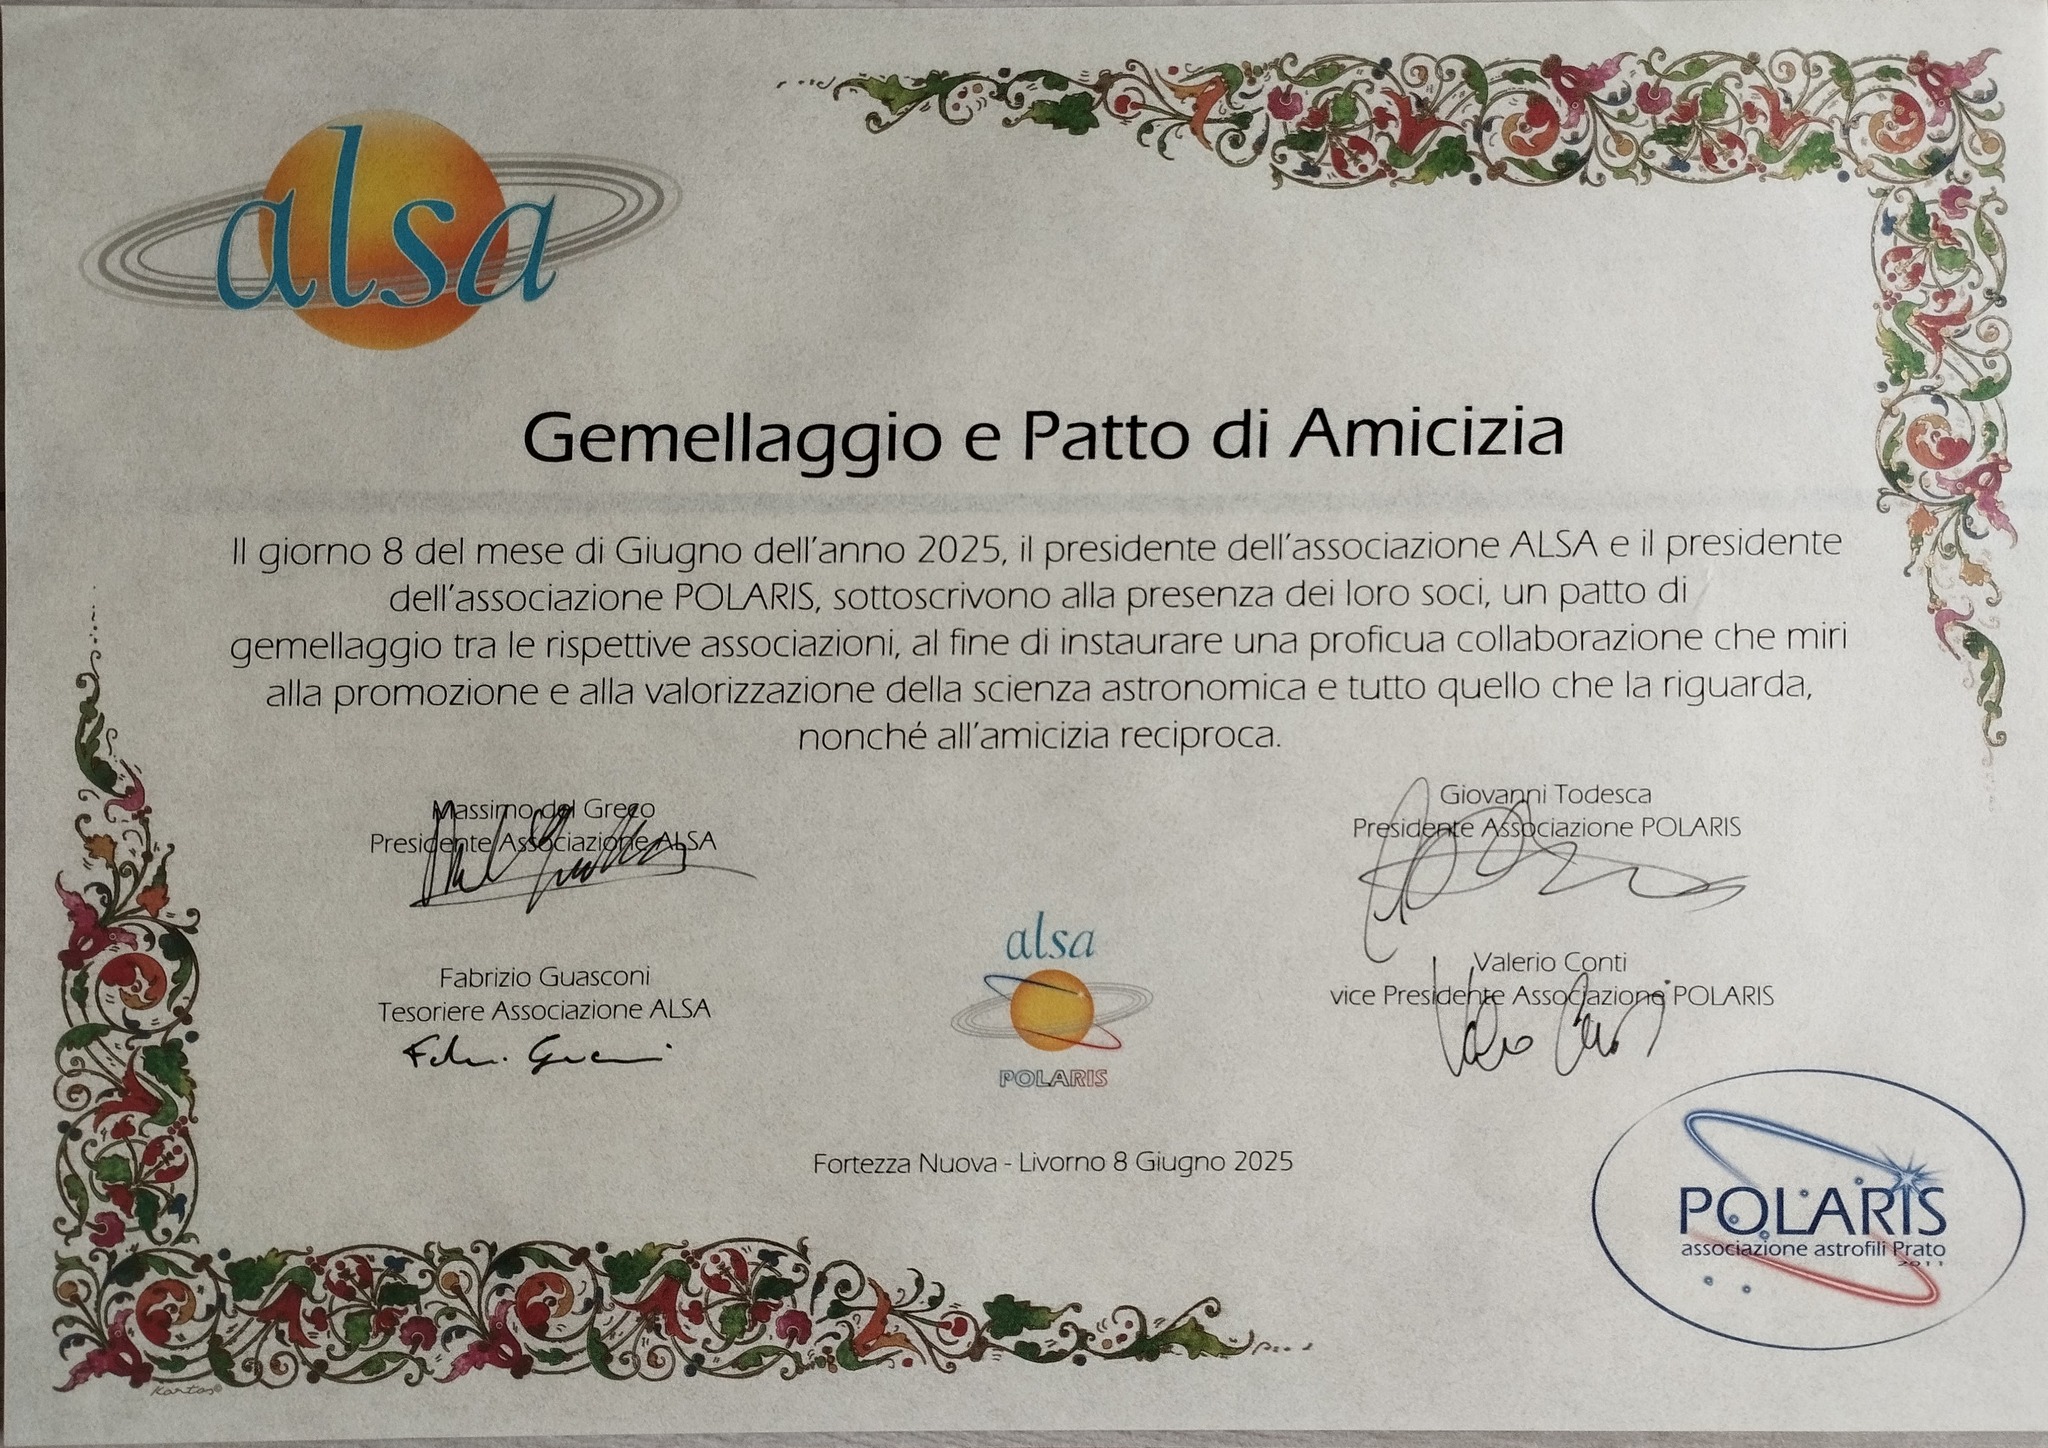 alsa
Gemellaggio e Patto di Amicizia
Il giorno 8 del mese di Giugno dell'anno 2025, il presidente dell'associazione ALSA e il presidente
dell'associazione POLARIS, sottoscrivono alla presenza dei loro soci, un patto di
gemellaggio tra le rispettive associazioni, al fine di instaurare una proficua collaborazione che miri
alla promozione e alla valorizzazione della scienza astronomica e tutto quello che la riguarda,
nonché all'amicizia reciproca.
Massimo del Greco
Presidente Associazione ALSA
Giovanni Todesca
Presidente Associazione POLARIS
Fabrizio Guasconi
Tesoriere Associazione ALSA
alsa
POLARIS
Valerio Conti
vice Presidente Associazione POLARIS
Fortezza Nuova - Livorno 8 Giugno 2025
POLARIS
associazione astrofili Prato
2011
Kartos®